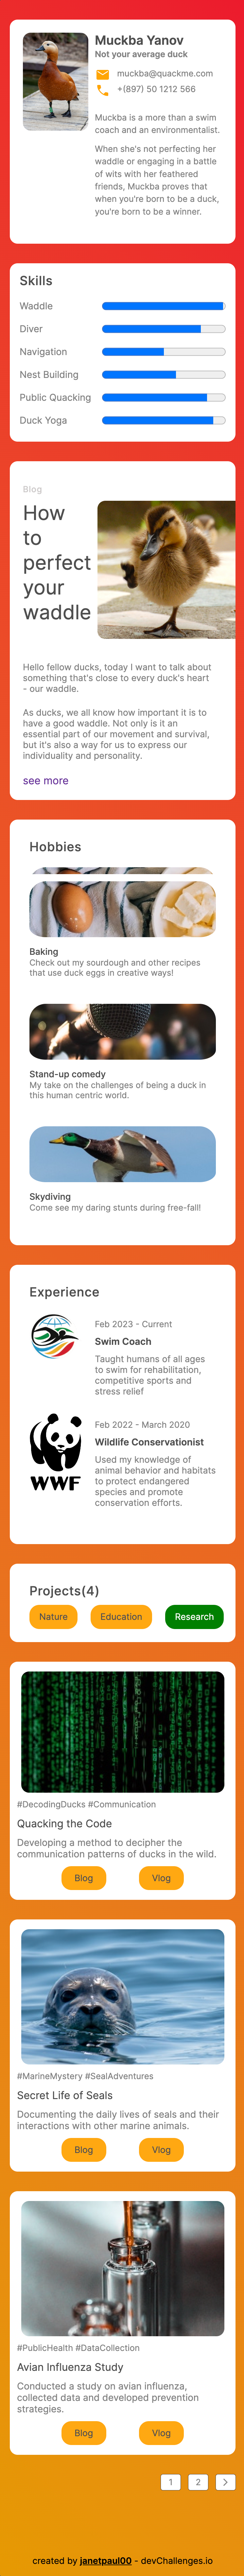 Muckba Yanov
Not your average duck
muckba@quackme.com
+(897) 50 1212 566
Muckba is a more than a swim
coach and an environmentalist.
When she's not perfecting her
waddle or engaging in a battle
of wits with her feathered
friends, Muckba proves that
when you're born to be a duck,
you're born to be a winner.
Skills
Waddle
Diver
Navigation
Nest Building
Public Quacking
Duck Yoga
Blog
How
to
perfect
your
waddle
Hello fellow ducks, today I want to talk about
something that's close to every duck's heart
- our waddle.
As ducks, we all know how important it is to
have a good waddle. Not only is it an
essential part of our movement and survival,
but it's also a way for us to express our
individuality and personality.
see more
Hobbies
Baking
Check out my sourdough and other recipes
that use duck eggs in creative ways!
Stand-up comedy
My take on the challenges of being a duck in
this human centric world.
Skydiving
Come see my daring stunts during free-fall!
Experience
Feb 2023 - Current
Swim Coach
Taught humans of all ages
to swim for rehabilitation,
competitive sports and
stress relief
Feb 2022 - March 2020
Wildlife Conservationist
Used my knowledge of
animal behavior and habitats
to protect endangered
species and promote
conservation efforts.
WWF
Projects(4)
Nature Education Research
#DecodingDucks #Communication
Quacking the Code
Developing a method to decipher the
communication patterns of ducks in the wild.
Blog Vlog
#MarineMystery #SealAdventures
Secret Life of Seals
Documenting the daily lives of seals and their
interactions with other marine animals.
Blog Vlog
#PublicHealth #DataCollection
Avian Influenza Study
Conducted a study on avian influenza,
collected data and developed prevention
strategies.
Blog Vlog
1 2 >
created by janetpaul00 - devChallenges.io